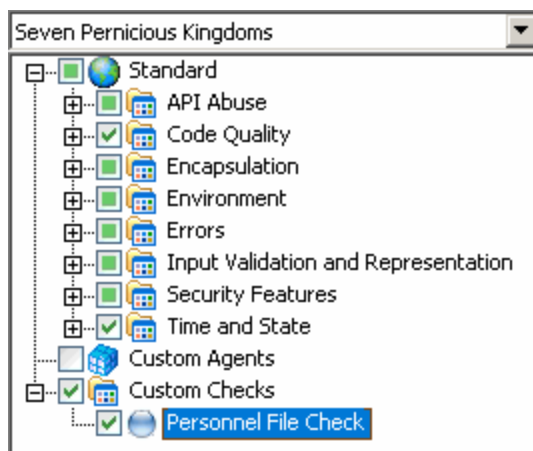 Seven Pernicious Kingdoms
Standard
API Abuse
Code Quality
Encapsulation
Environment
Errors
Input Validation and Representation
Security Features
Time and State
Custom Agents
Custom Checks
Personnel File Check